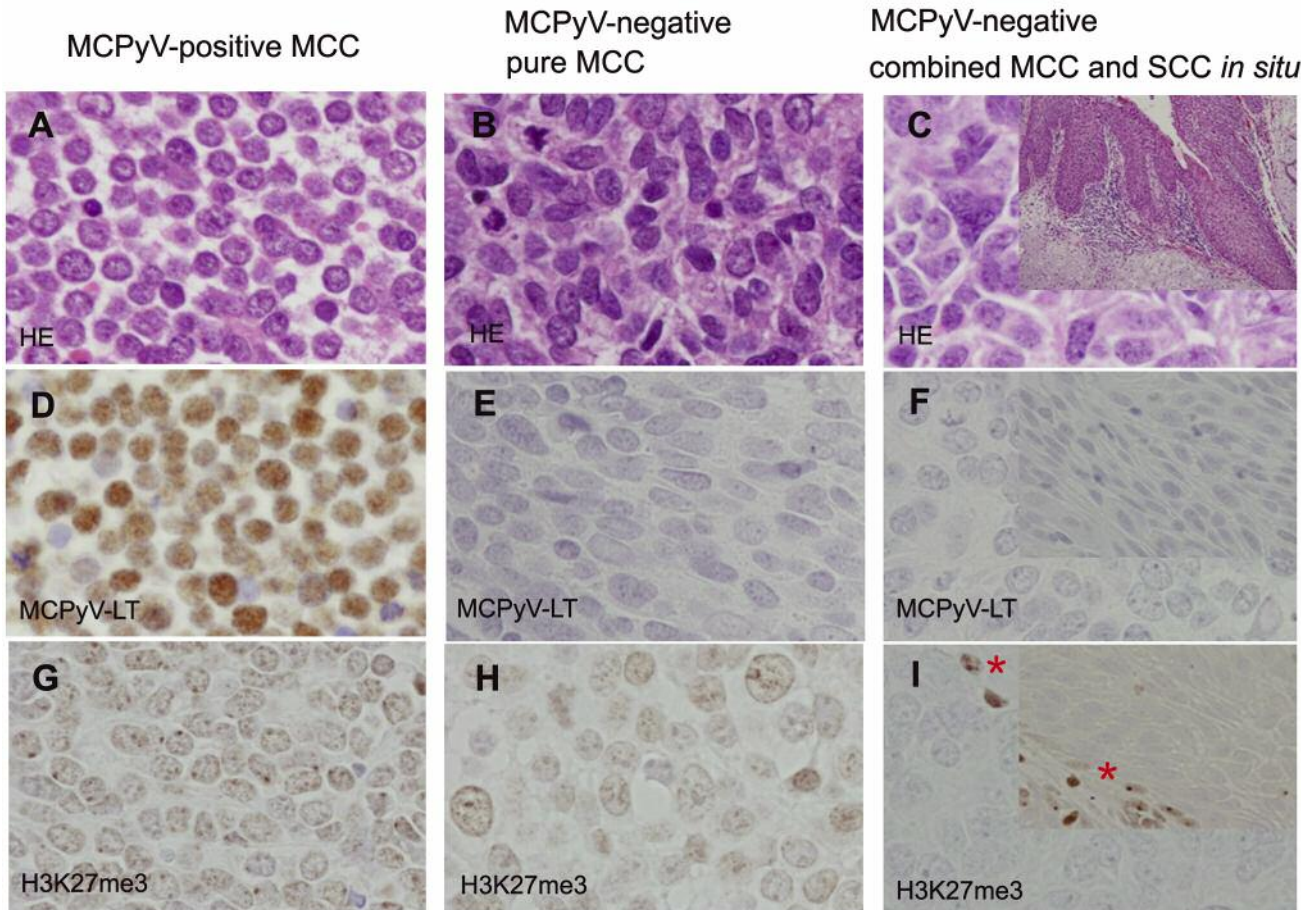 MCPyV-positive MCC
MCPyV-negative
pure MCC
MCPyV-negative
combined MCC and SCC in situ
A
HE
B
HE
C
HE
D
MCPyV-LT
E
MCPyV-LT
F
MCPyV-LT
G
H3K27me3
H
H3K27me3
I
*
*
H3K27me3